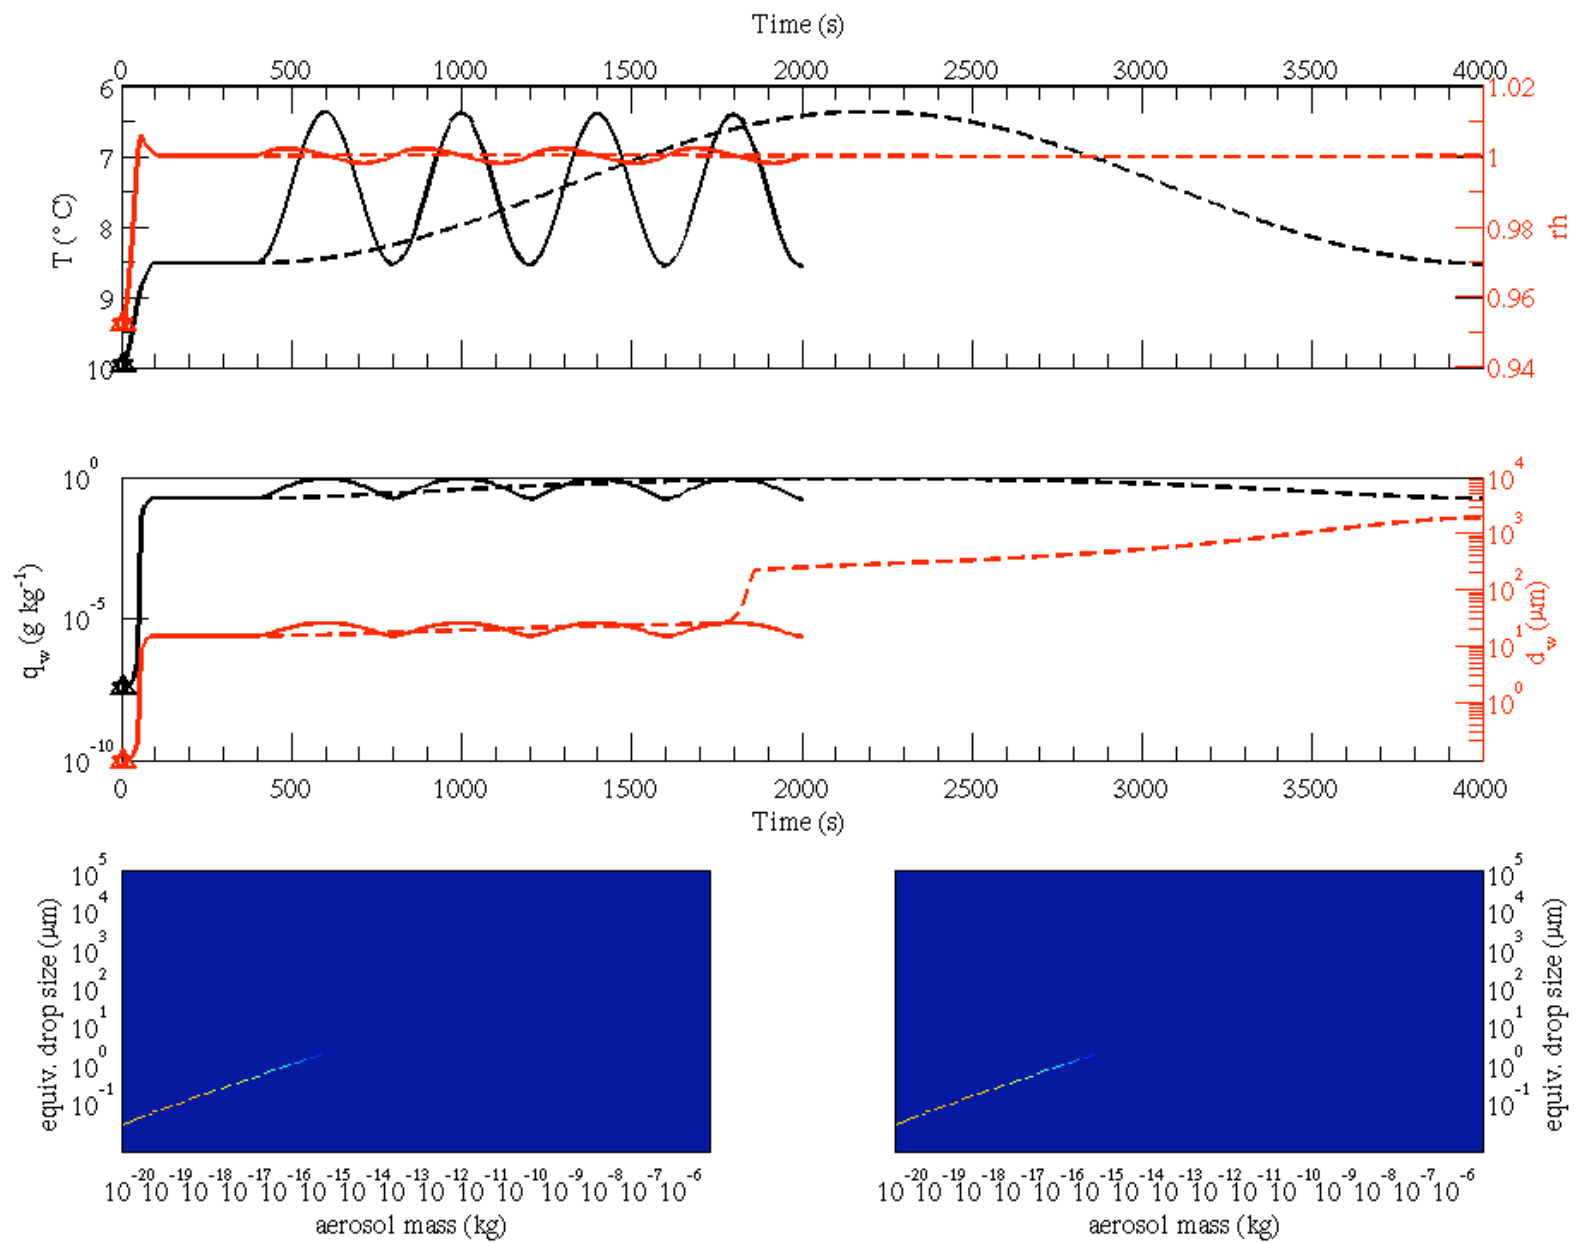 Time (s)
0 500 1000 1500 2000 2500 3000 3500 4000
6 7 8 9 10
T (° C)
1.02 1 0.98 0.96 0.94
rh
10^0 10^-5 10^-10
q_w (g kg^-1)
10^4 10^3 10^2 10^1 10^0
d_w (µm)
0 500 1000 1500 2000 2500 3000 3500 4000
Time (s)
10^5 10^4 10^3 10^2 10^1 10^0 10^-1
equiv. drop size (µm)
10^-20 10^-19 10^-18 10^-17 10^-16 10^-15 10^-14 10^-13 10^-12 10^-11 10^-10 10^-9 10^-8 10^-7 10^-6
aerosol mass (kg)
10^5 10^4 10^3 10^2 10^1 10^0 10^-1
equiv. drop size (µm)
10^-20 10^-19 10^-18 10^-17 10^-16 10^-15 10^-14 10^-13 10^-12 10^-11 10^-10 10^-9 10^-8 10^-7 10^-6
aerosol mass (kg)